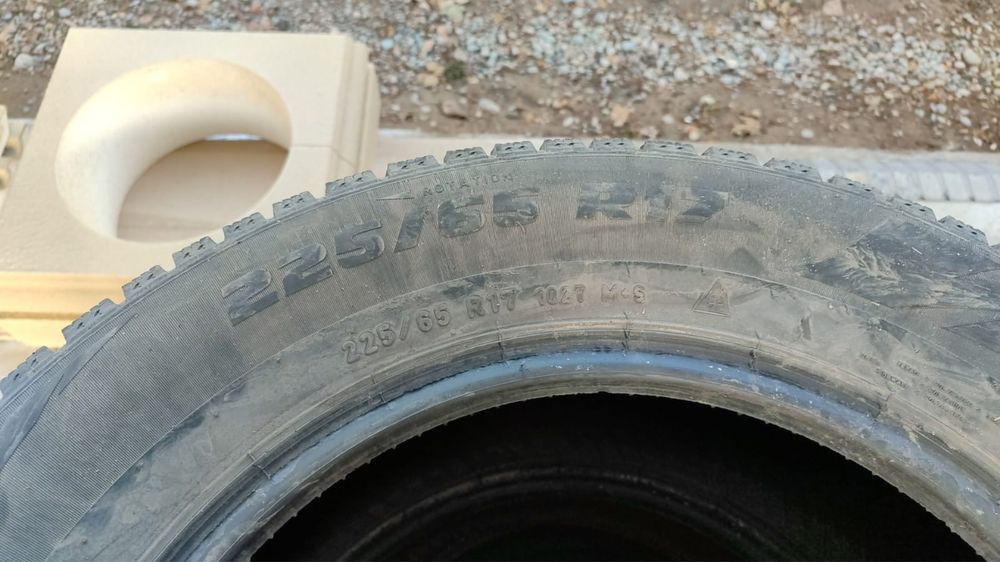 ROTATION
225/65 R17
225/65 R17 102T M+S